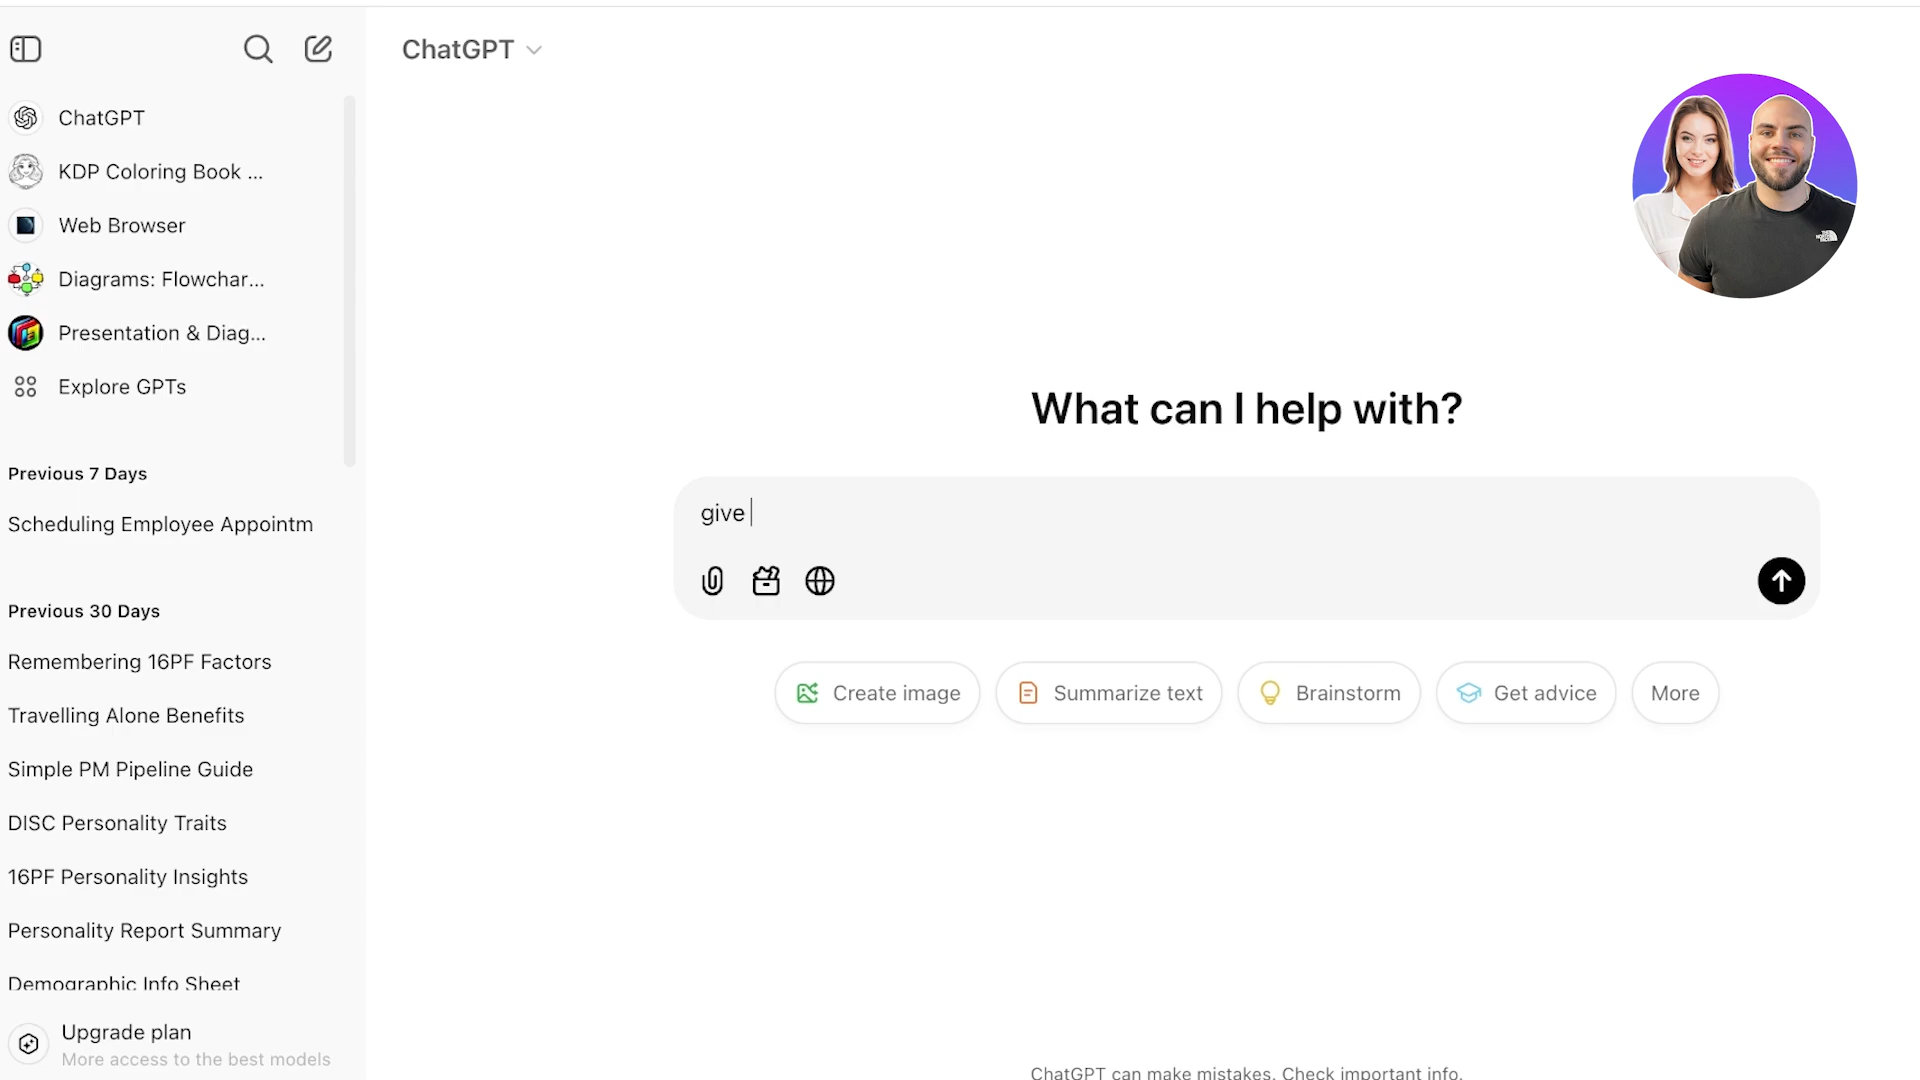 ChatGPT
ChatGPT
KDP Coloring Book ...
Web Browser
Diagrams: Flowchar...
Presentation & Diag...
Explore GPTs
Previous 7 Days
Scheduling Employee Appointm
Previous 30 Days
Remembering 16PF Factors
Travelling Alone Benefits
Simple PM Pipeline Guide
DISC Personality Traits
16PF Personality Insights
Personality Report Summary
Demographic Info Sheet
Upgrade plan
More access to the best models
What can I help with?
give
Create image
Summarize text
Brainstorm
Get advice
More
ChatGPT can make mistakes. Check important info.